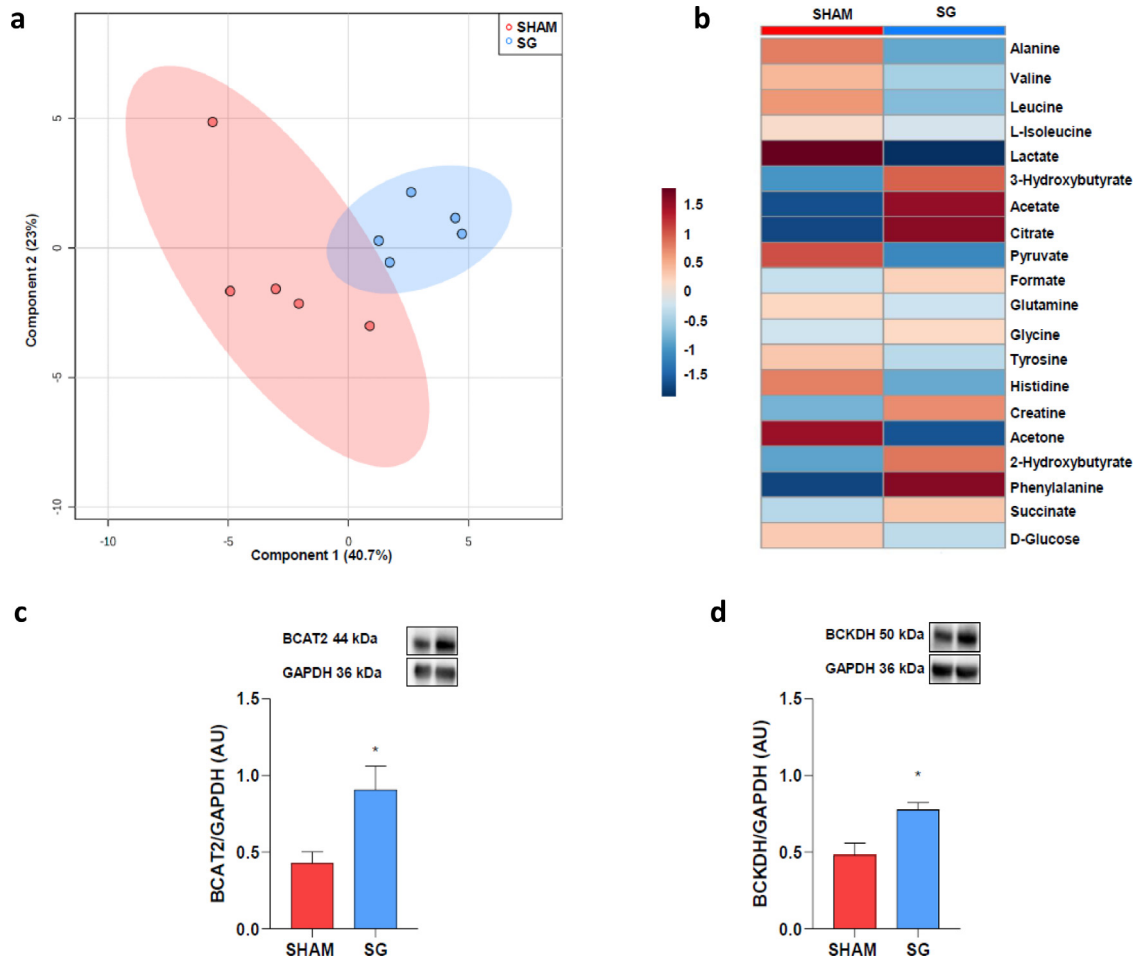 a
SHAM
SG
5
0
-5
-10
Component 2 (23%)
-10
-5
0
5
Component 1 (40.7%)
b
SHAM
SG
1.5
1
0.5
0
-0.5
-1
-1.5
Alanine
Valine
Leucine
L-Isoleucine
Lactate
3-Hydroxybutyrate
Acetate
Citrate
Pyruvate
Formate
Glutamine
Glycine
Tyrosine
Histidine
Creatine
Acetone
2-Hydroxybutyrate
Phenylalanine
Succinate
D-Glucose
c
BCAT2 44 kDa
GAPDH 36 kDa
BCAT2/GAPDH (AU)
1.5
1.0
0.5
0.0
*
SHAM
SG
d
BCKDH 50 kDa
GAPDH 36 kDa
BCKDH/GAPDH (AU)
1.5
1.0
0.5
0.0
*
SHAM
SG